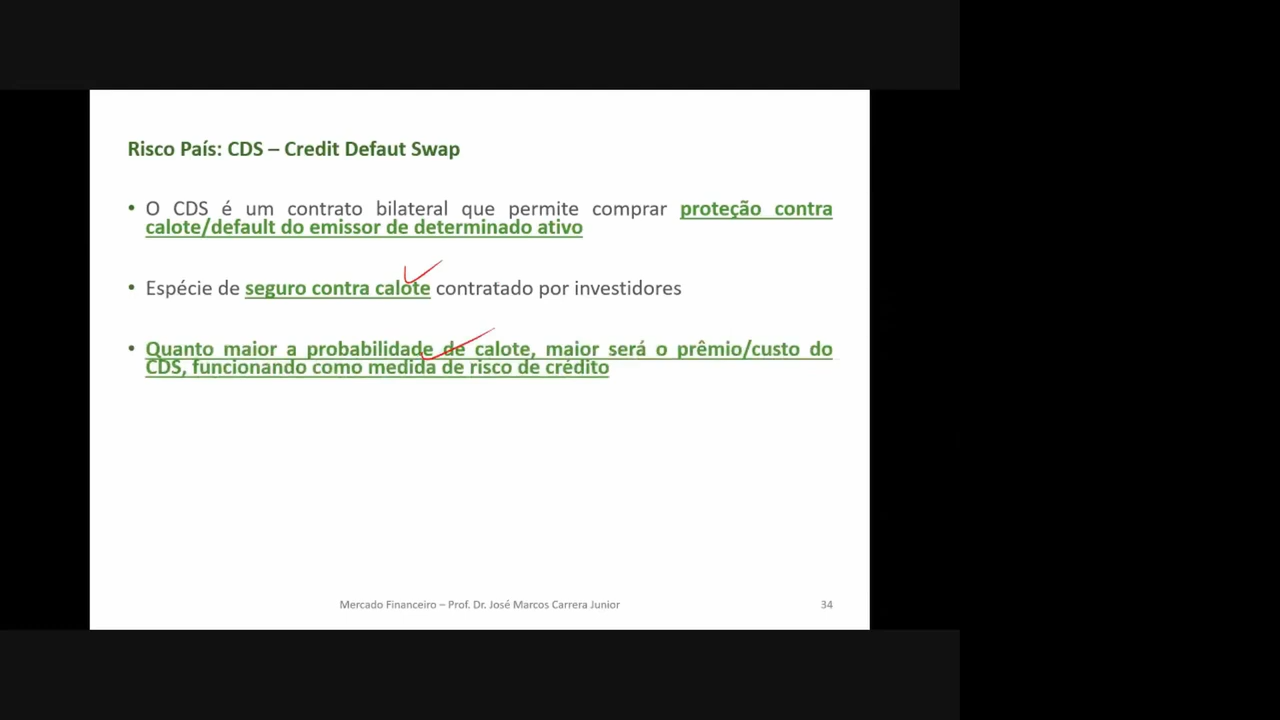 Risco País: CDS – Credit Defaut Swap
• O CDS é um contrato bilateral que permite comprar proteção contra
calote/default do emissor de determinado ativo
• Espécie de seguro contra calote contratado por investidores
• Quanto maior a probabilidade de calote, maior será o prêmio/custo do
CDS, funcionando como medida de risco de crédito
Mercado Financeiro – Prof. Dr. José Marcos Carrera Junior
34